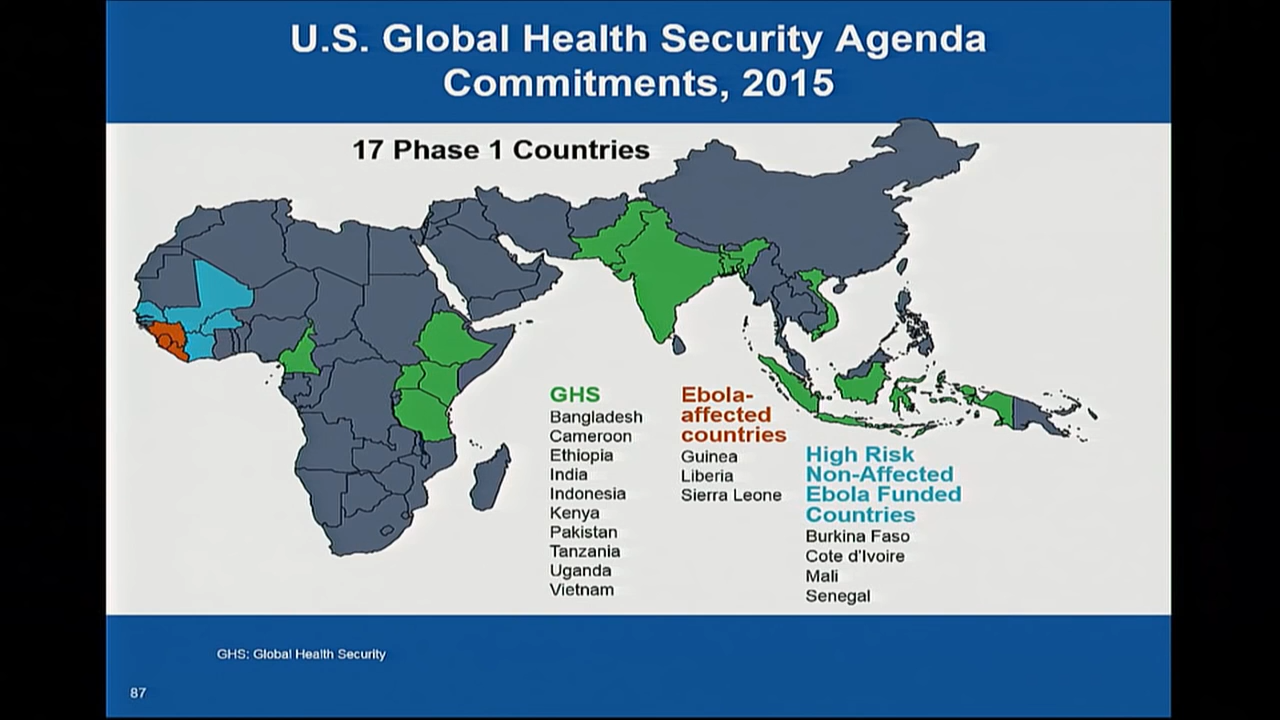 U.S. Global Health Security Agenda
Commitments, 2015
17 Phase 1 Countries
GHS
Bangladesh
Cameroon
Ethiopia
India
Indonesia
Kenya
Pakistan
Tanzania
Uganda
Vietnam
Ebola-
affected
countries
Guinea
Liberia
Sierra Leone
High Risk
Non-Affected
Ebola Funded
Countries
Burkina Faso
Cote d'Ivoire
Mali
Senegal
GHS: Global Health Security
87